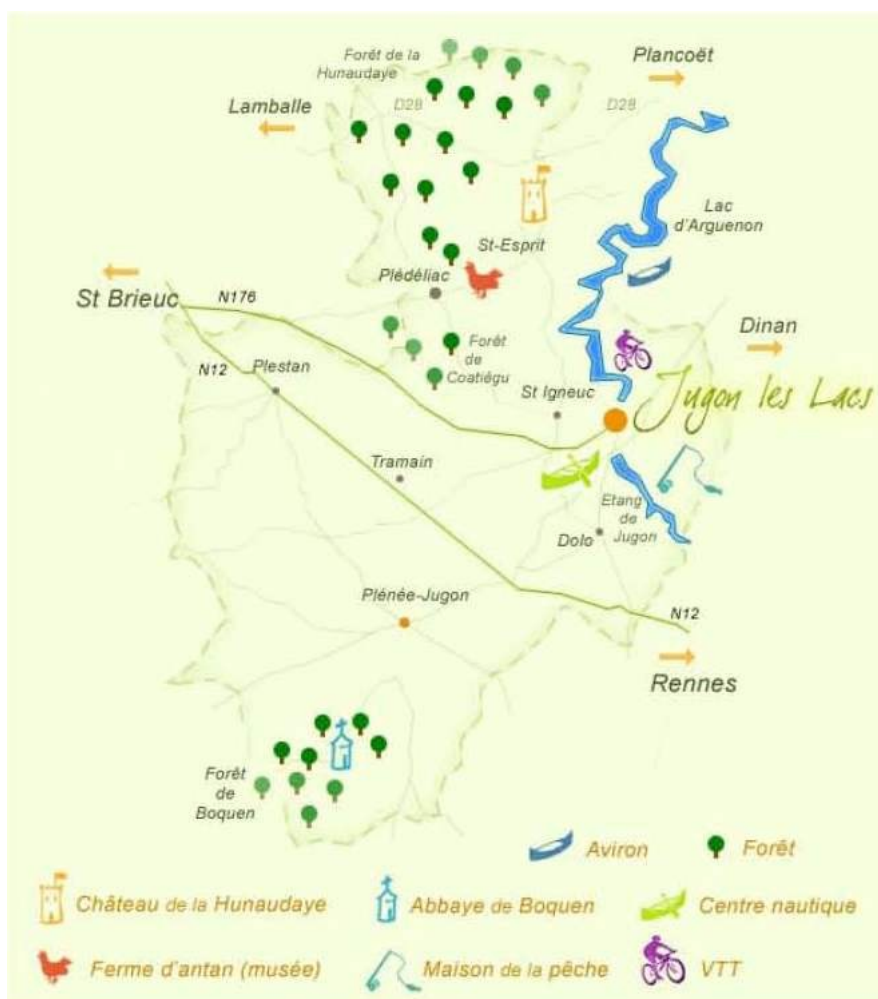 Forêt de la
Hunaudaye
Plancoët
D28
D28
Lamballe
Lac
d'Arguenon
St-Esprit
Plédéliac
St Brieuc
N176
Dinan
Forêt
de
Coatiégu
N12
Plestan
St Igneuc
Jugon les Lacs
Tramain
Etang
de
Jugon
Dolo
Plénée-Jugon
N12
Rennes
Forêt
de
Boquen
Aviron
Forêt
Château de la Hunaudaye
Abbaye de Boquen
Centre nautique
Ferme d'antan (musée)
Maison de la pêche
VTT